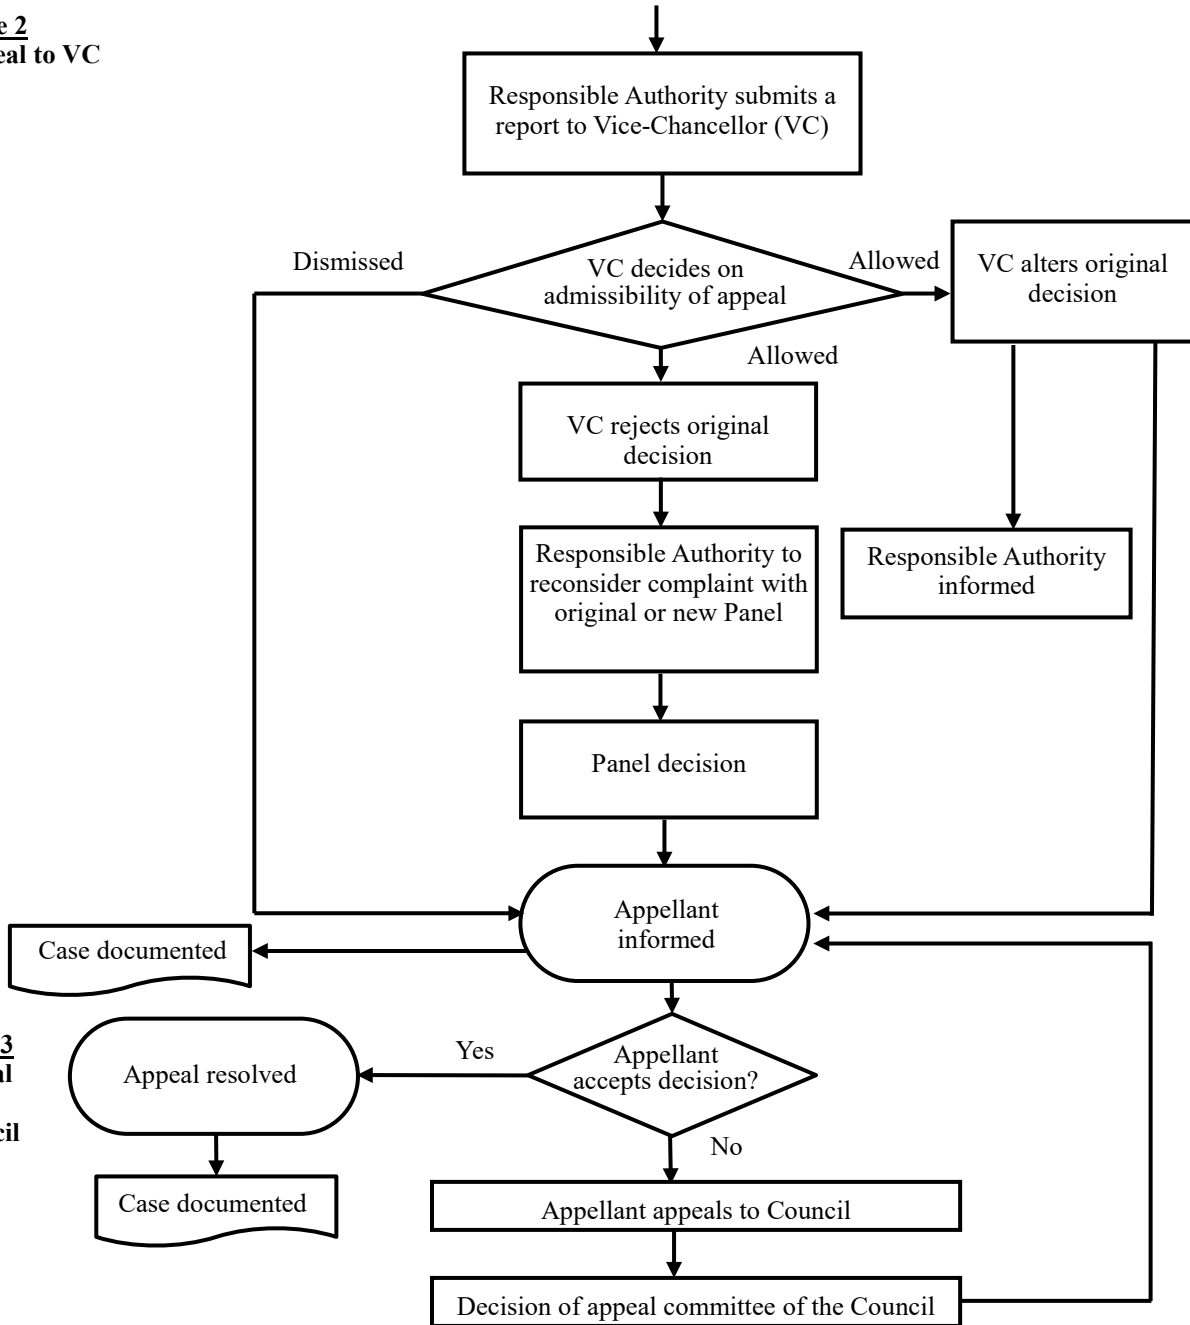 e 2
eal to VC
Responsible Authority submits a
report to Vice-Chancellor (VC)
Dismissed
VC decides on
admissibility of appeal
Allowed
VC alters original
decision
Allowed
VC rejects original
decision
Responsible Authority to
reconsider complaint with
original or new Panel
Responsible Authority
informed
Panel decision
Appellant
informed
Case documented
3
al
cil
Appeal resolved
Yes
Appellant
accepts decision?
No
Case documented
Appellant appeals to Council
Decision of appeal committee of the Council